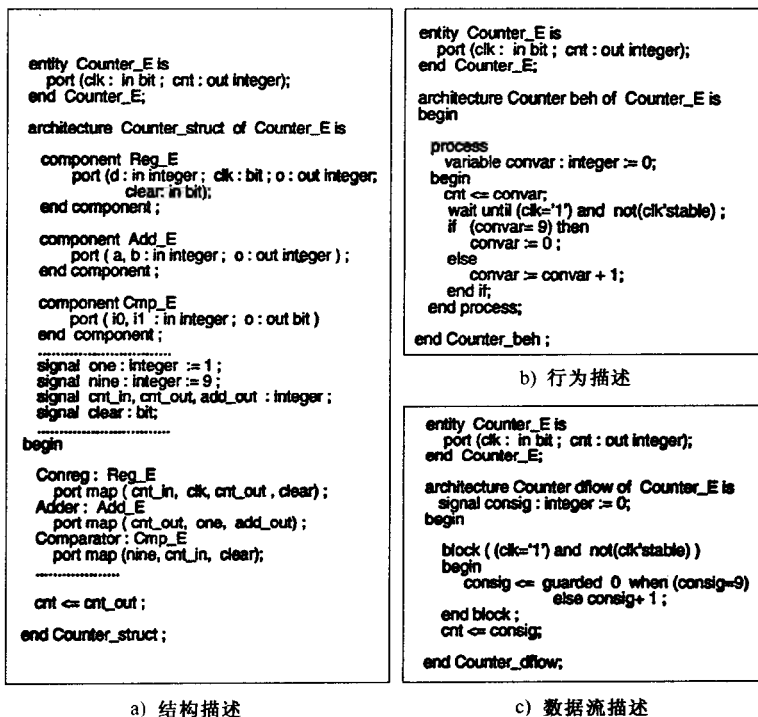 entity Counter_E is
port (clk : in bit ; cnt : out integer);
end Counter_E;
architecture Counter_struct of Counter_E is
component Reg_E
port (d : in integer ; clk : bit ; o : out integer;
clear: in bit);
end component ;
component Add_E
port ( a, b : in integer ; o : out integer ) ;
end component ;
component Cmp_E
port ( i0, i1 : in integer ; o : out bit )
end component ;
signal one : integer := 1 ;
signal nine : integer := 9 ;
signal cnt_in, cnt_out, add_out : integer ;
signal clear : bit;
begin
Conreg : Reg_E
port map ( cnt_in, clk, cnt_out , clear) ;
Adder : Add_E
port map ( cnt_out, one, add_out) ;
Comparator : Cmp_E
port map (nine, cnt_in, clear);
cnt <= cnt_out ;
end Counter_struct ;
a) 结构描述
entity Counter_E is
port (clk : in bit ; cnt : out integer);
end Counter_E;
architecture Counter beh of Counter_E is
begin
process
variable convar : integer := 0;
begin
cnt <= convar;
wait until (clk='1') and not(clk'stable) ;
if (convar= 9) then
convar := 0 ;
else
convar := convar + 1;
end if;
end process;
end Counter_beh ;
b) 行为描述
entity Counter_E is
port (clk : in bit ; cnt : out integer);
end Counter_E;
architecture Counter dflow of Counter_E is
signal consig : integer := 0;
begin
block ( (clk='1') and not(clk'stable) )
begin
consig <= guarded 0 when (consig=9)
else consig+ 1 ;
end block ;
cnt <= consig;
end Counter_dflow;
c) 数据流描述